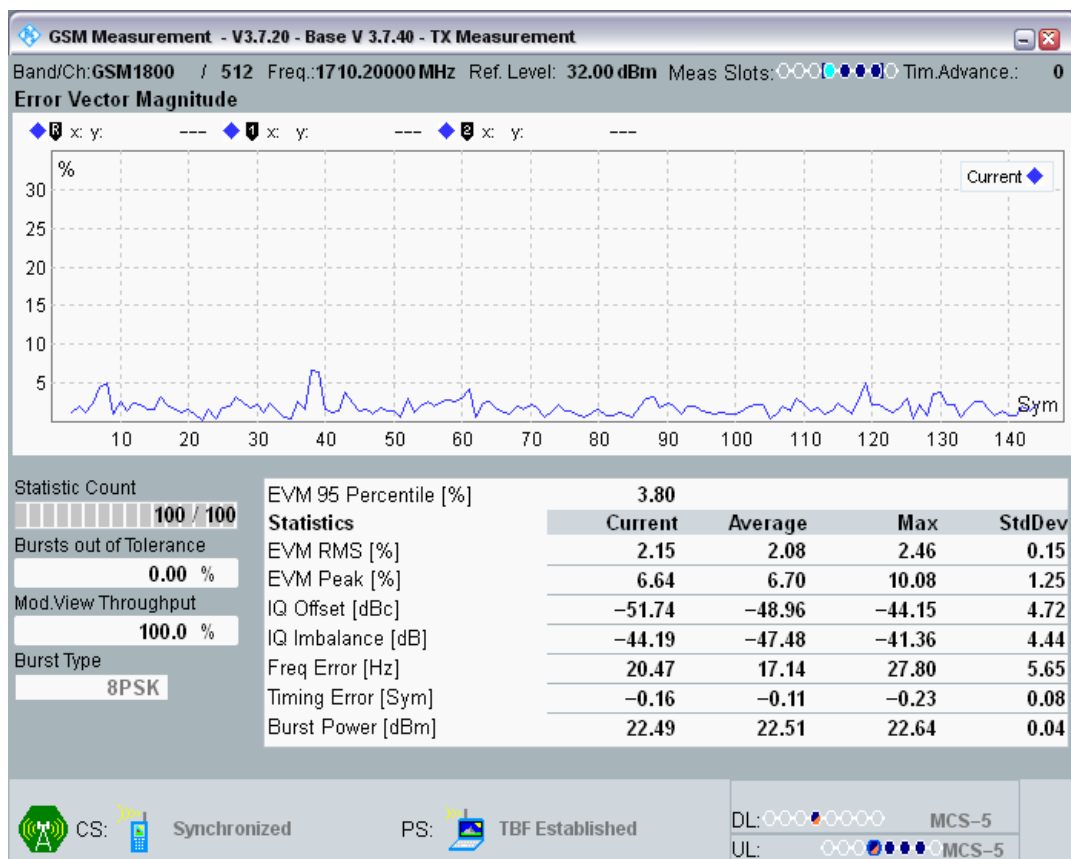 GSM Measurement - V3.7.20 - Base V 3.7.40 - TX Measurement
Band/Ch:GSM1800 / 512 Freq.:1710.20000 MHz Ref. Level: 32.00 dBm Meas Slots: Tim.Advance.: 0
Error Vector Magnitude
R x: y: --- 1 x: y: --- 2 x: y: ---
%
Current
30
25
20
15
10
5
Sym
10 20 30 40 50 60 70 80 90 100 110 120 130 140
Statistic Count
100 / 100
Bursts out of Tolerance
0.00 %
Mod.View Throughput
100.0 %
Burst Type
8PSK
EVM 95 Percentile [%] 3.80
Statistics Current Average Max StdDev
EVM RMS [%] 2.15 2.08 2.46 0.15
EVM Peak [%] 6.64 6.70 10.08 1.25
IQ Offset [dBc] −51.74 −48.96 −44.15 4.72
IQ Imbalance [dB] −44.19 −47.48 −41.36 4.44
Freq Error [Hz] 20.47 17.14 27.80 5.65
Timing Error [Sym] −0.16 −0.11 −0.23 0.08
Burst Power [dBm] 22.49 22.51 22.64 0.04
CS: Synchronized PS: TBF Established
DL: MCS−5
UL: MCS−5